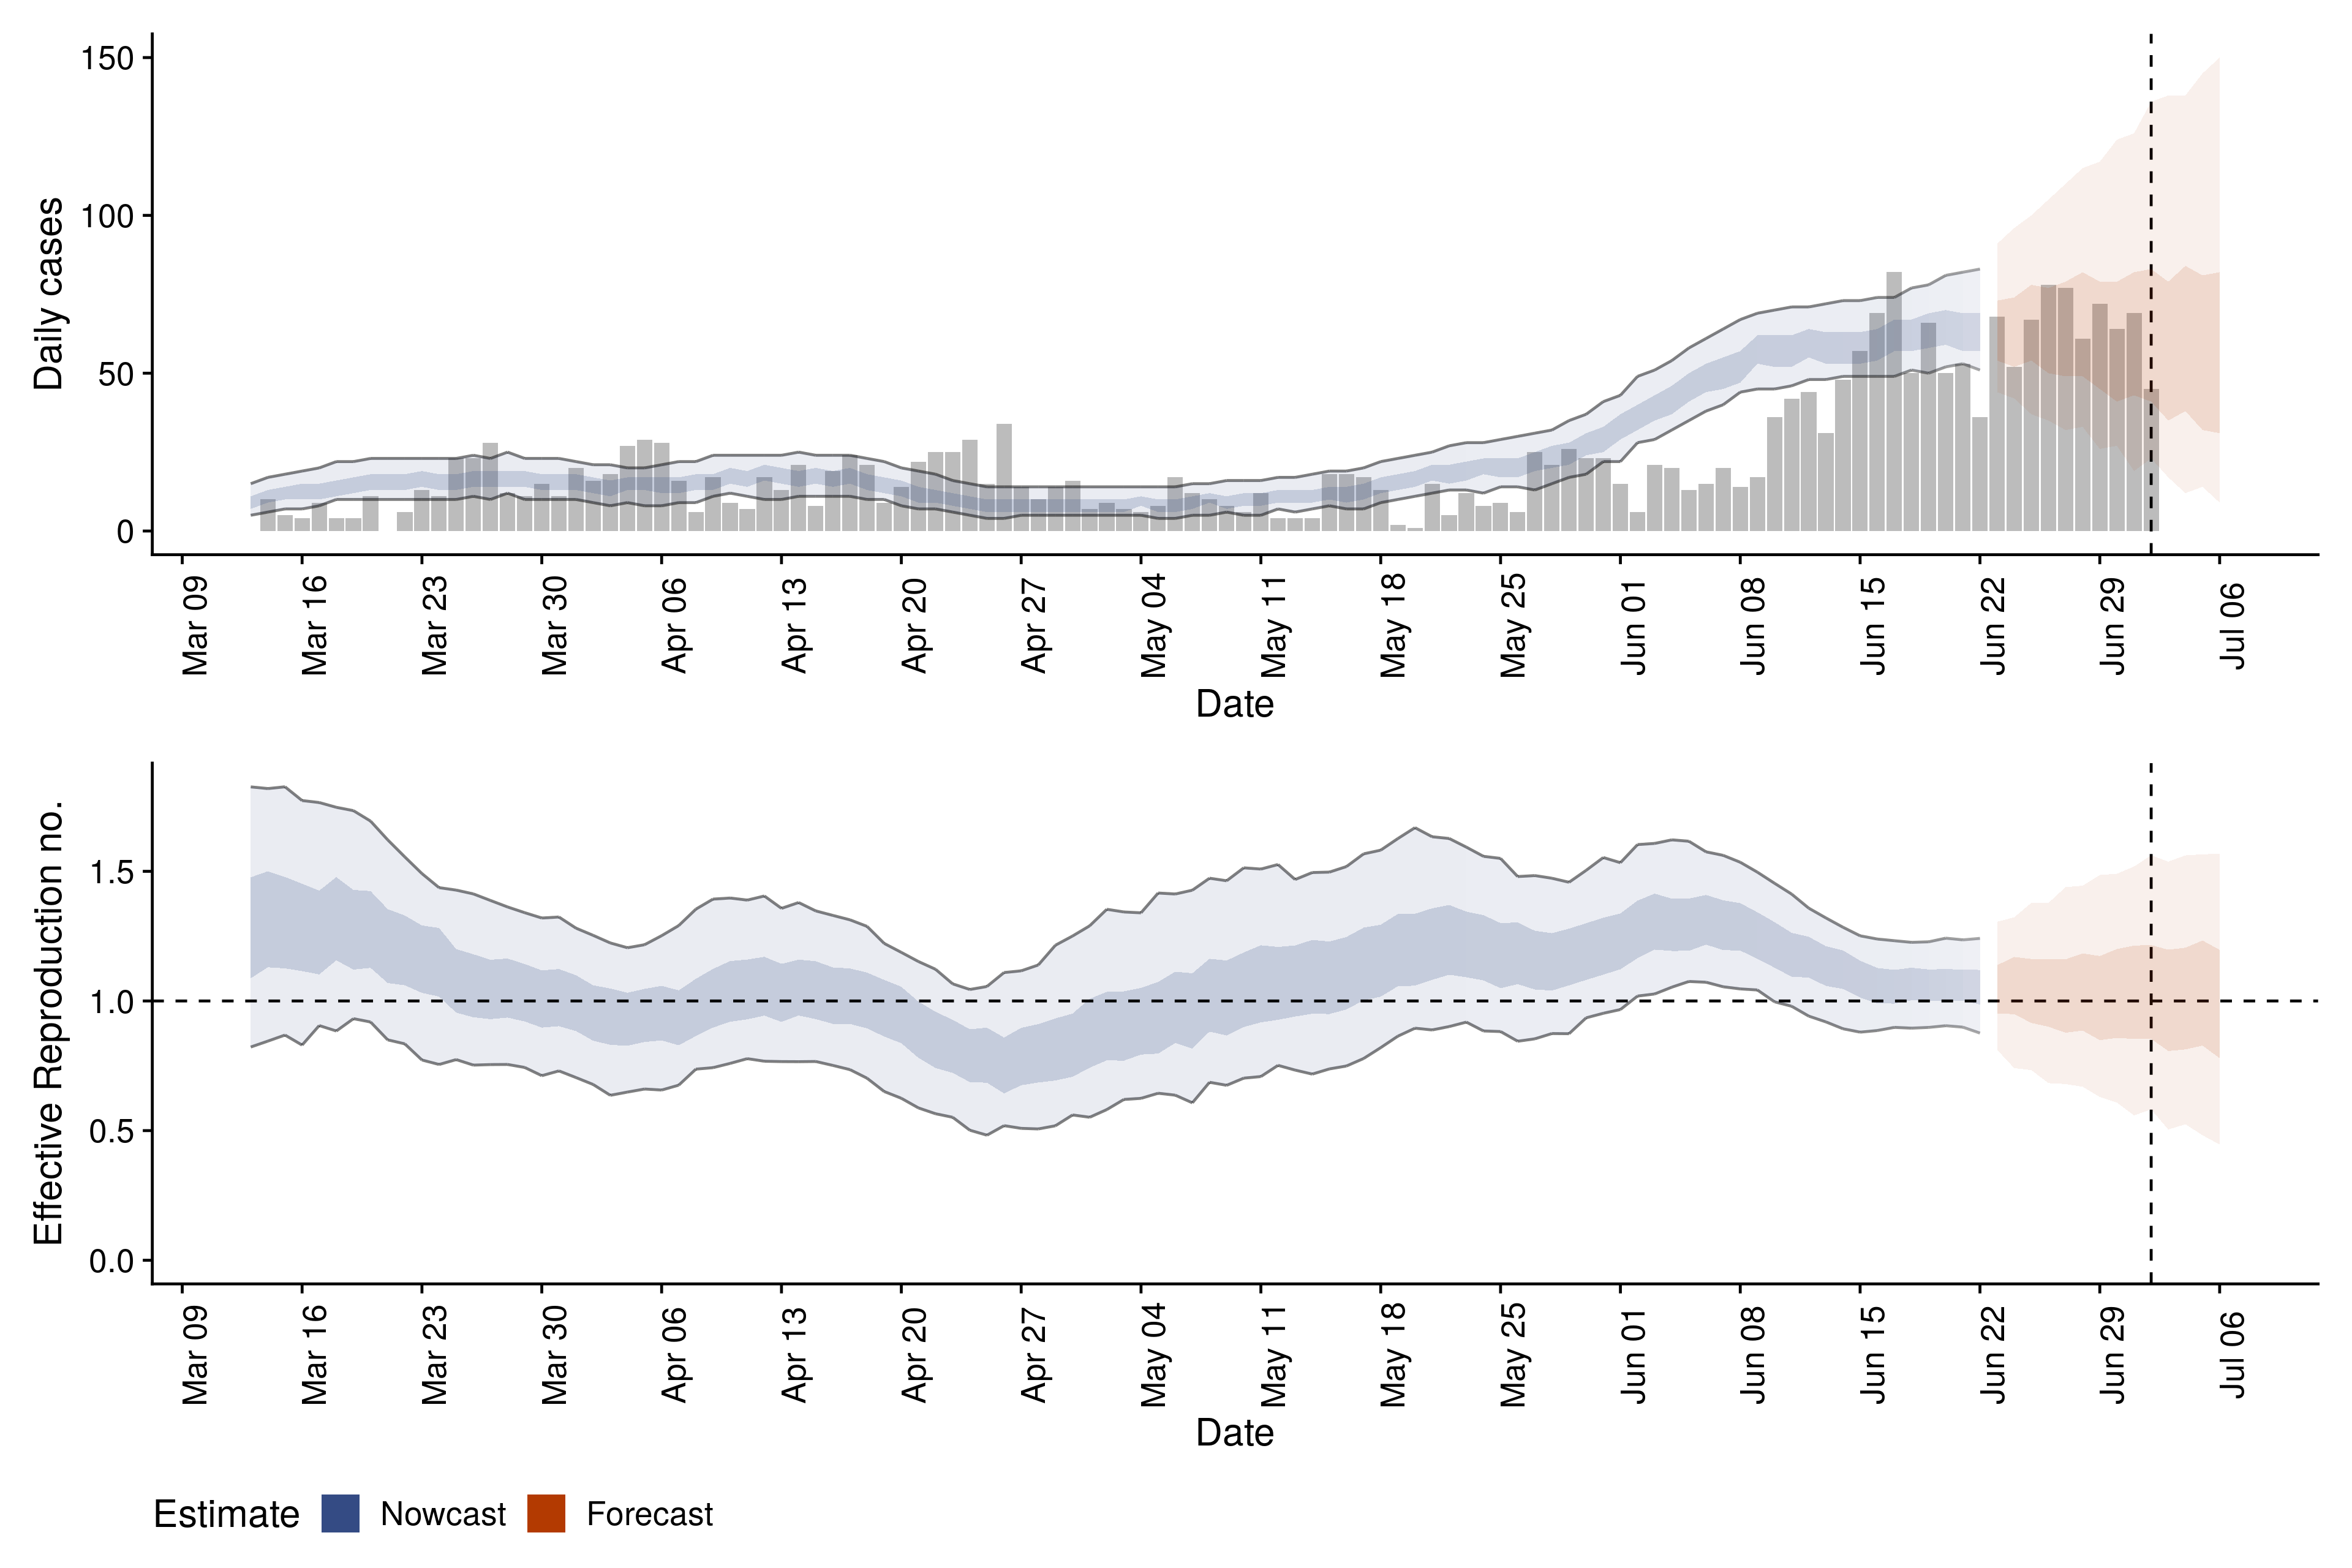 Daily cases
150
100
50
0
Mar 09
Mar 16
Mar 23
Mar 30
Apr 06
Apr 13
Apr 20
Apr 27
May 04
May 11
May 18
May 25
Jun 01
Jun 08
Jun 15
Jun 22
Jun 29
Jul 06
Date
Effective Reproduction no.
1.5
1.0
0.5
0.0
Mar 09
Mar 16
Mar 23
Mar 30
Apr 06
Apr 13
Apr 20
Apr 27
May 04
May 11
May 18
May 25
Jun 01
Jun 08
Jun 15
Jun 22
Jun 29
Jul 06
Date
Estimate Nowcast Forecast